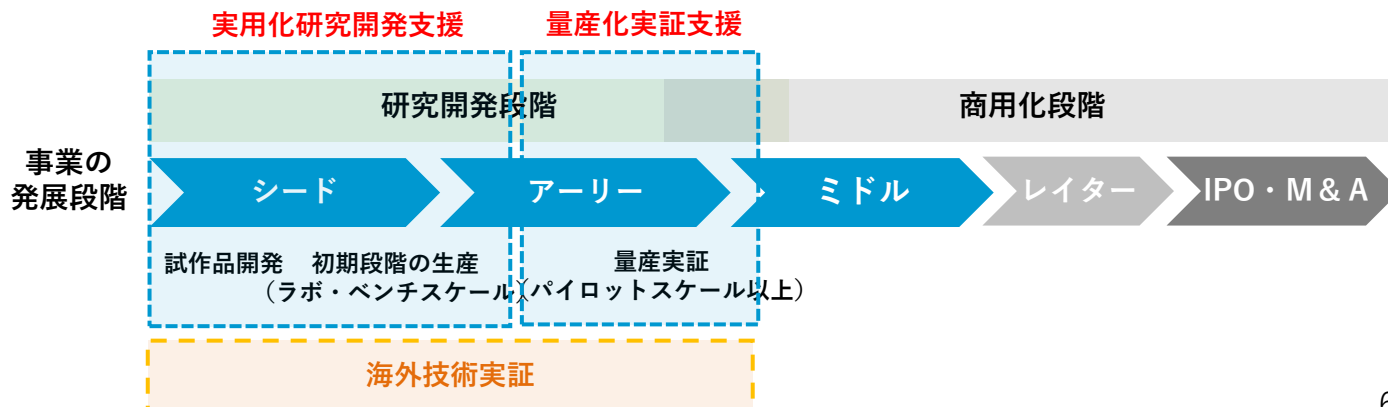 実用化研究開発支援
量産化実証支援
研究開発段階
商用化段階
事業の
発展段階
シード
アーリー
ミドル
レイター
IPO・M & A
試作品開発　初期段階の生産
（ラボ・ベンチスケール）
量産実証
（パイロットスケール以上）
海外技術実証